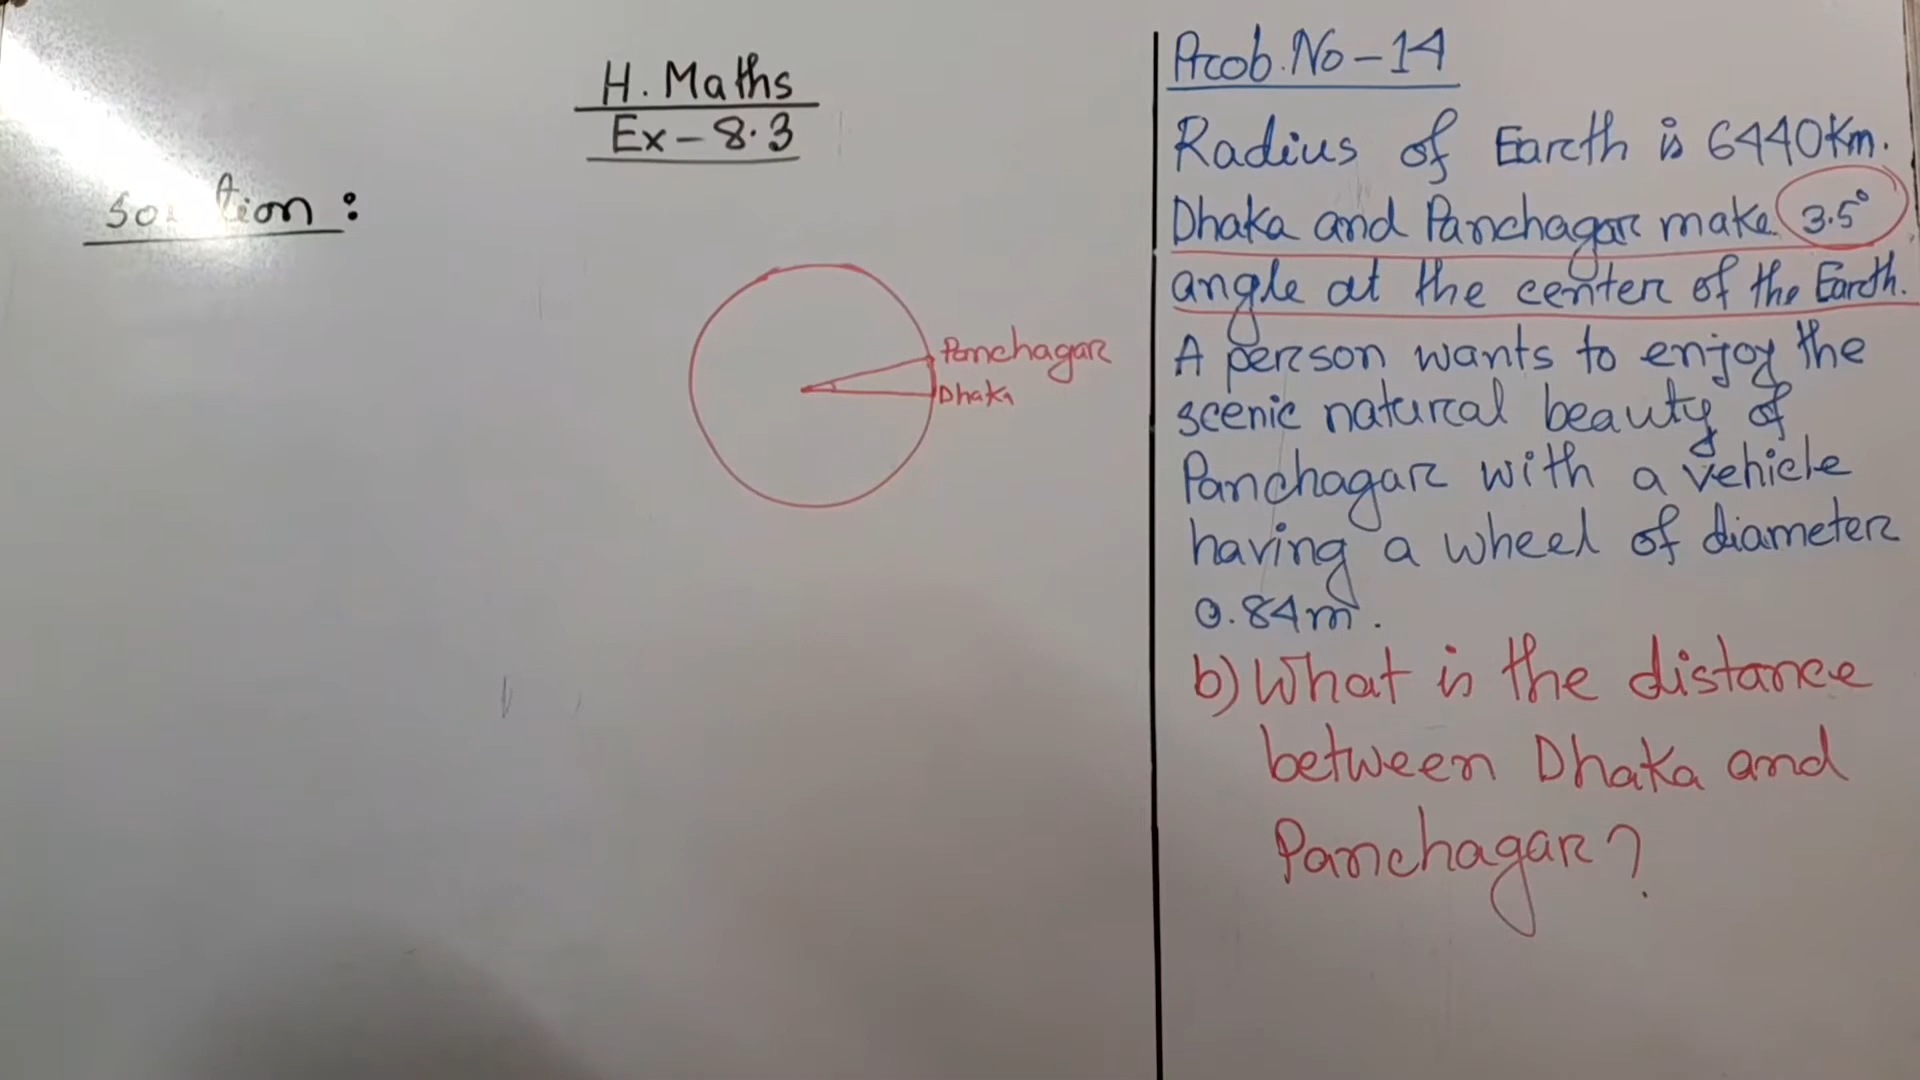 H. Maths
Ex-8.3
Solution:
Panchagar
Dhaka
Prob. No-14
Radius of Earth is 6440Km.
Dhaka and Panchagar make 3.5°
angle at the center of the Earth.
A person wants to enjoy the
scenic natural beauty of
Panchagar with a vehicle
having a wheel of diameter
0.84m.
b) What is the distance
between Dhaka and
Panchagar?